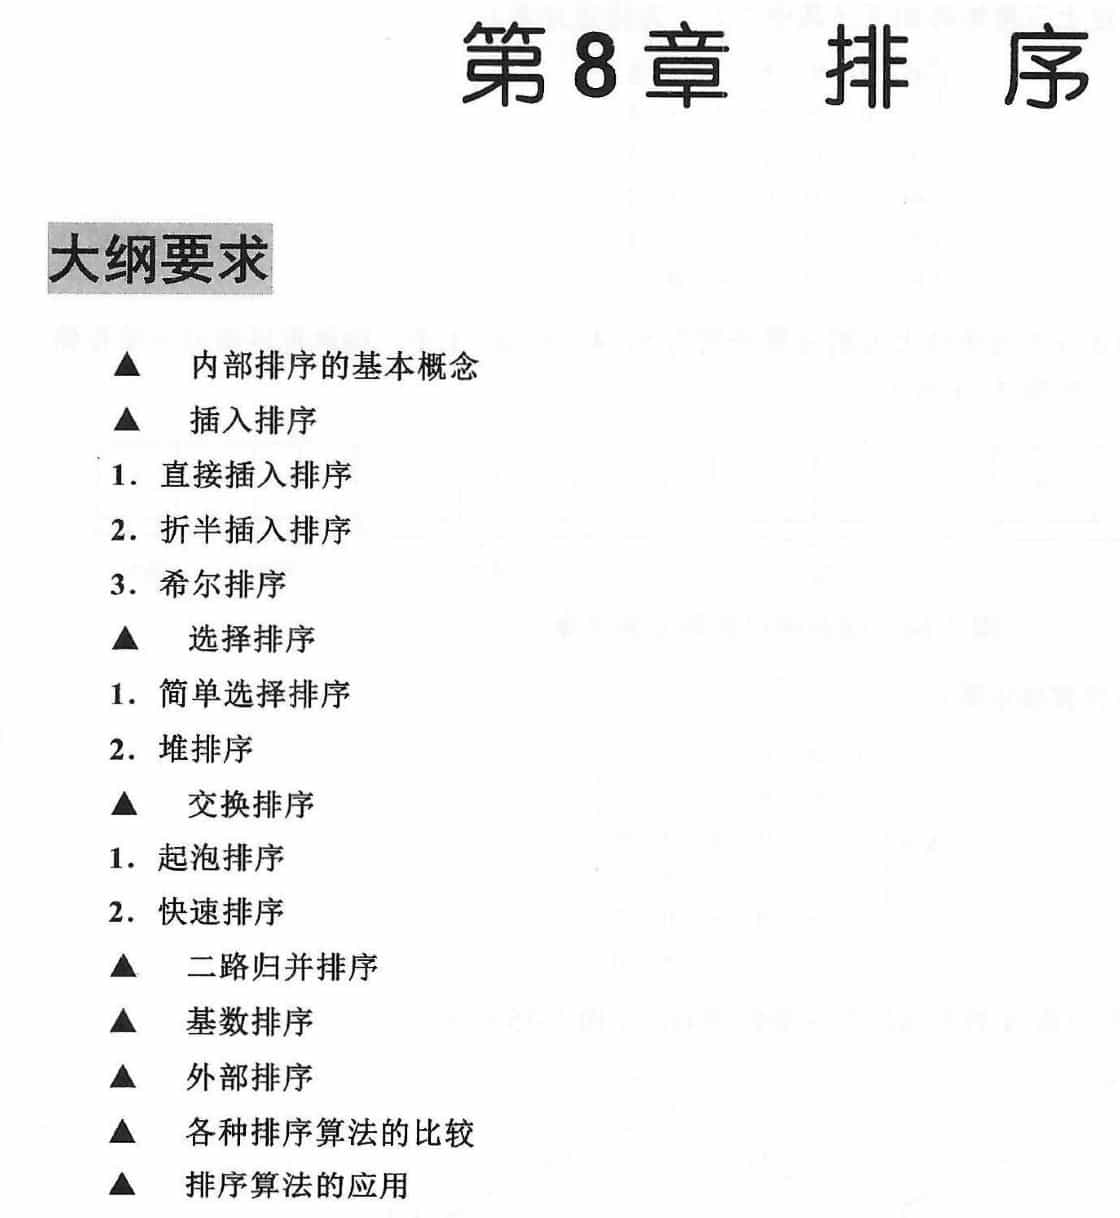 第8章 排 序
大纲要求
▲ 内部排序的基本概念
▲ 插入排序
1. 直接插入排序
2. 折半插入排序
3. 希尔排序
▲ 选择排序
1. 简单选择排序
2. 堆排序
▲ 交换排序
1. 起泡排序
2. 快速排序
▲ 二路归并排序
▲ 基数排序
▲ 外部排序
▲ 各种排序算法的比较
▲ 排序算法的应用